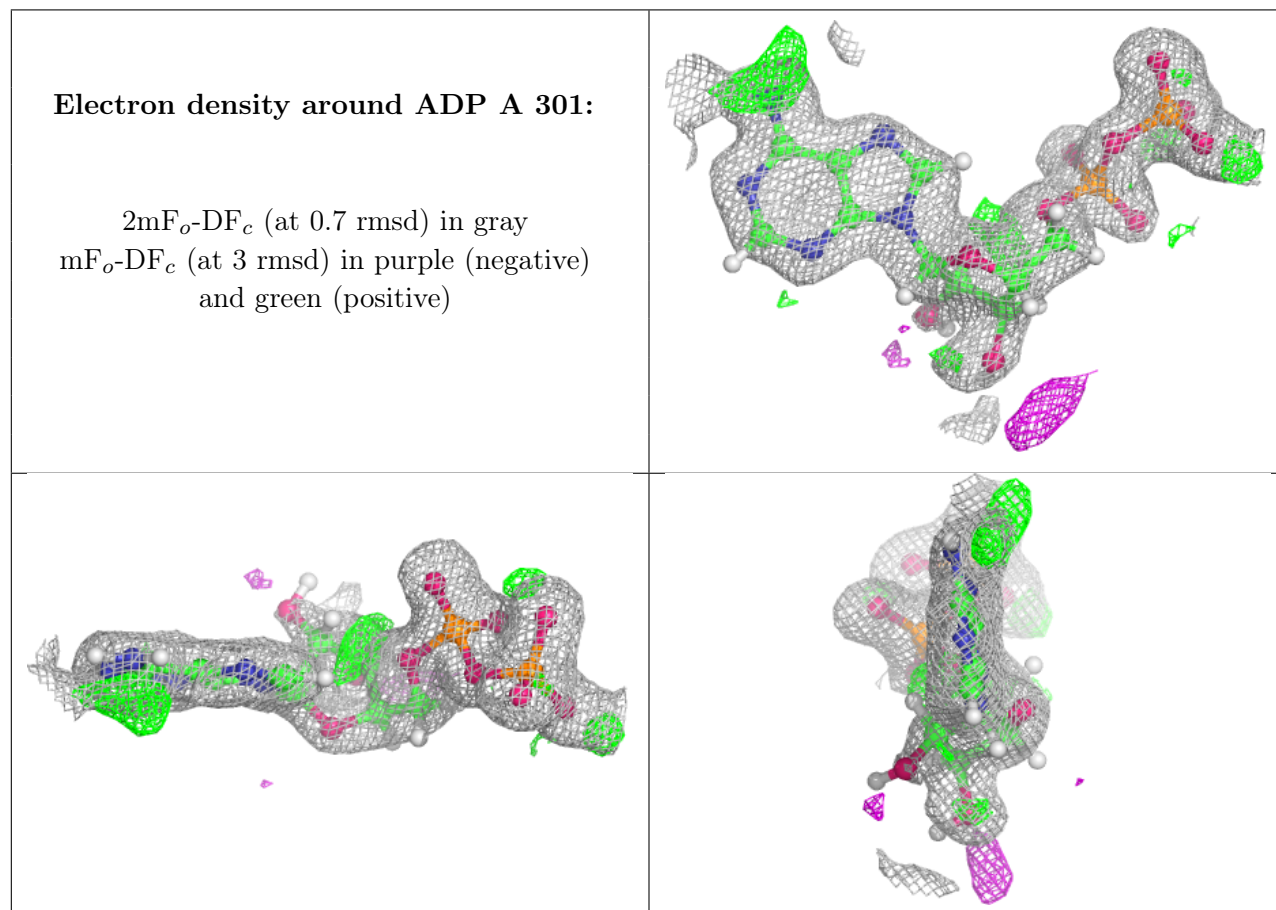 Electron density around ADP A 301:
2mFo-DFc (at 0.7 rmsd) in gray
mFo-DFc (at 3 rmsd) in purple (negative)
and green (positive)